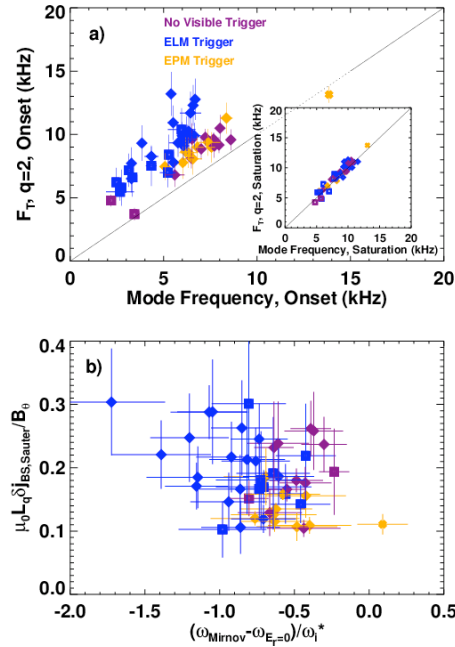 a)
No Visible Trigger
ELM Trigger
EPM Trigger
F_T, q=2, Onset (kHz)
20
15
10
5
0
0 5 10 15 20
Mode Frequency, Onset (kHz)
F_T, q=2, Saturation (kHz)
20
15
10
5
0
0 5 10 15 20
Mode Frequency, Saturation (kHz)
b)
μ₀L_qδj_BS,Sauter/B_θ
0.4
0.3
0.2
0.1
0.0
-2.0 -1.5 -1.0 -0.5 0.0 0.5
(ω_Mirnov-ω_E_r=0)/ω_i*